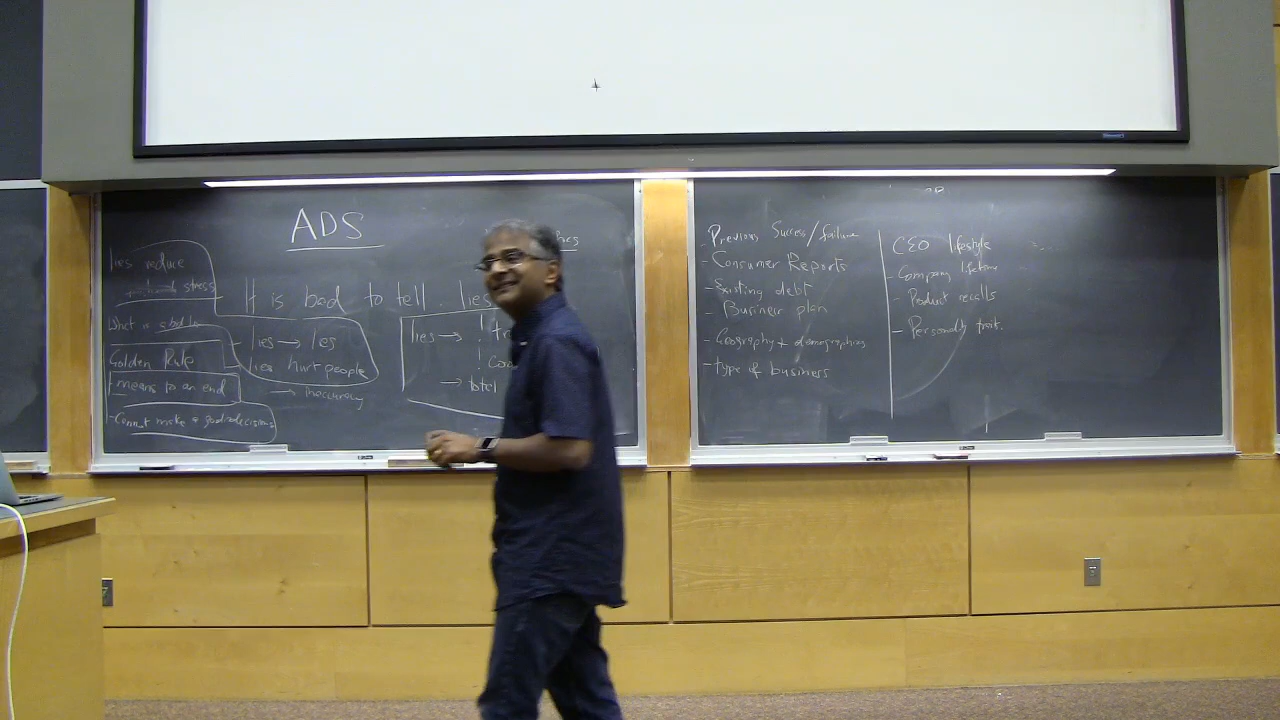 ADS
lies reduce
stress
It is bad to tell lies
What is
lies → lies
lies →
Golden Rule
lies hurt people
means to an end
→ inaccuracy
→ total
- Cannot make good decisions
- Previous Success/failure
- Consumer Reports
- Existing debt
- Business plan
- Geography + demographics
- Type of business
CEO lifestyle
- Company lifetime
- Product recalls
- Personality trait.